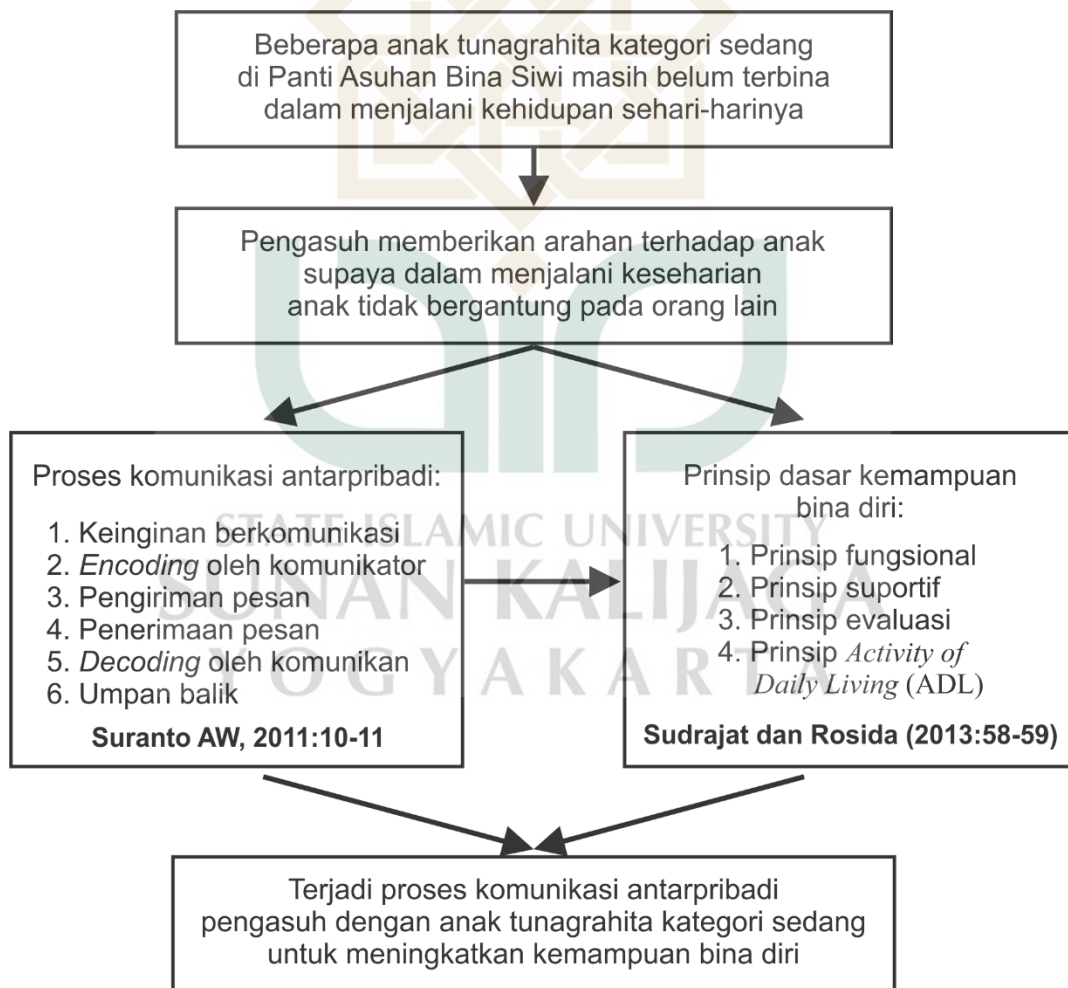 Beberapa anak tunagrahita kategori sedang
di Panti Asuhan Bina Siwi masih belum terbina
dalam menjalani kehidupan sehari-harinya
Pengasuh memberikan arahan terhadap anak
supaya dalam menjalani keseharian
anak tidak bergantung pada orang lain
Proses komunikasi antarpribadi:
1. Keinginan berkomunikasi
2. Encoding oleh komunikator
3. Pengiriman pesan
4. Penerimaan pesan
5. Decoding oleh komunikan
6. Umpan balik
Suranto AW, 2011:10-11
Prinsip dasar kemampuan
bina diri:
1. Prinsip fungsional
2. Prinsip suportif
3. Prinsip evaluasi
4. Prinsip Activity of
Daily Living (ADL)
Sudrajat dan Rosida (2013:58-59)
STATE ISLAMIC UNIVERSITY
SUNAN KALIJAGA
YOGYAKARTA
Terjadi proses komunikasi antarpribadi
pengasuh dengan anak tunagrahita kategori sedang
untuk meningkatkan kemampuan bina diri